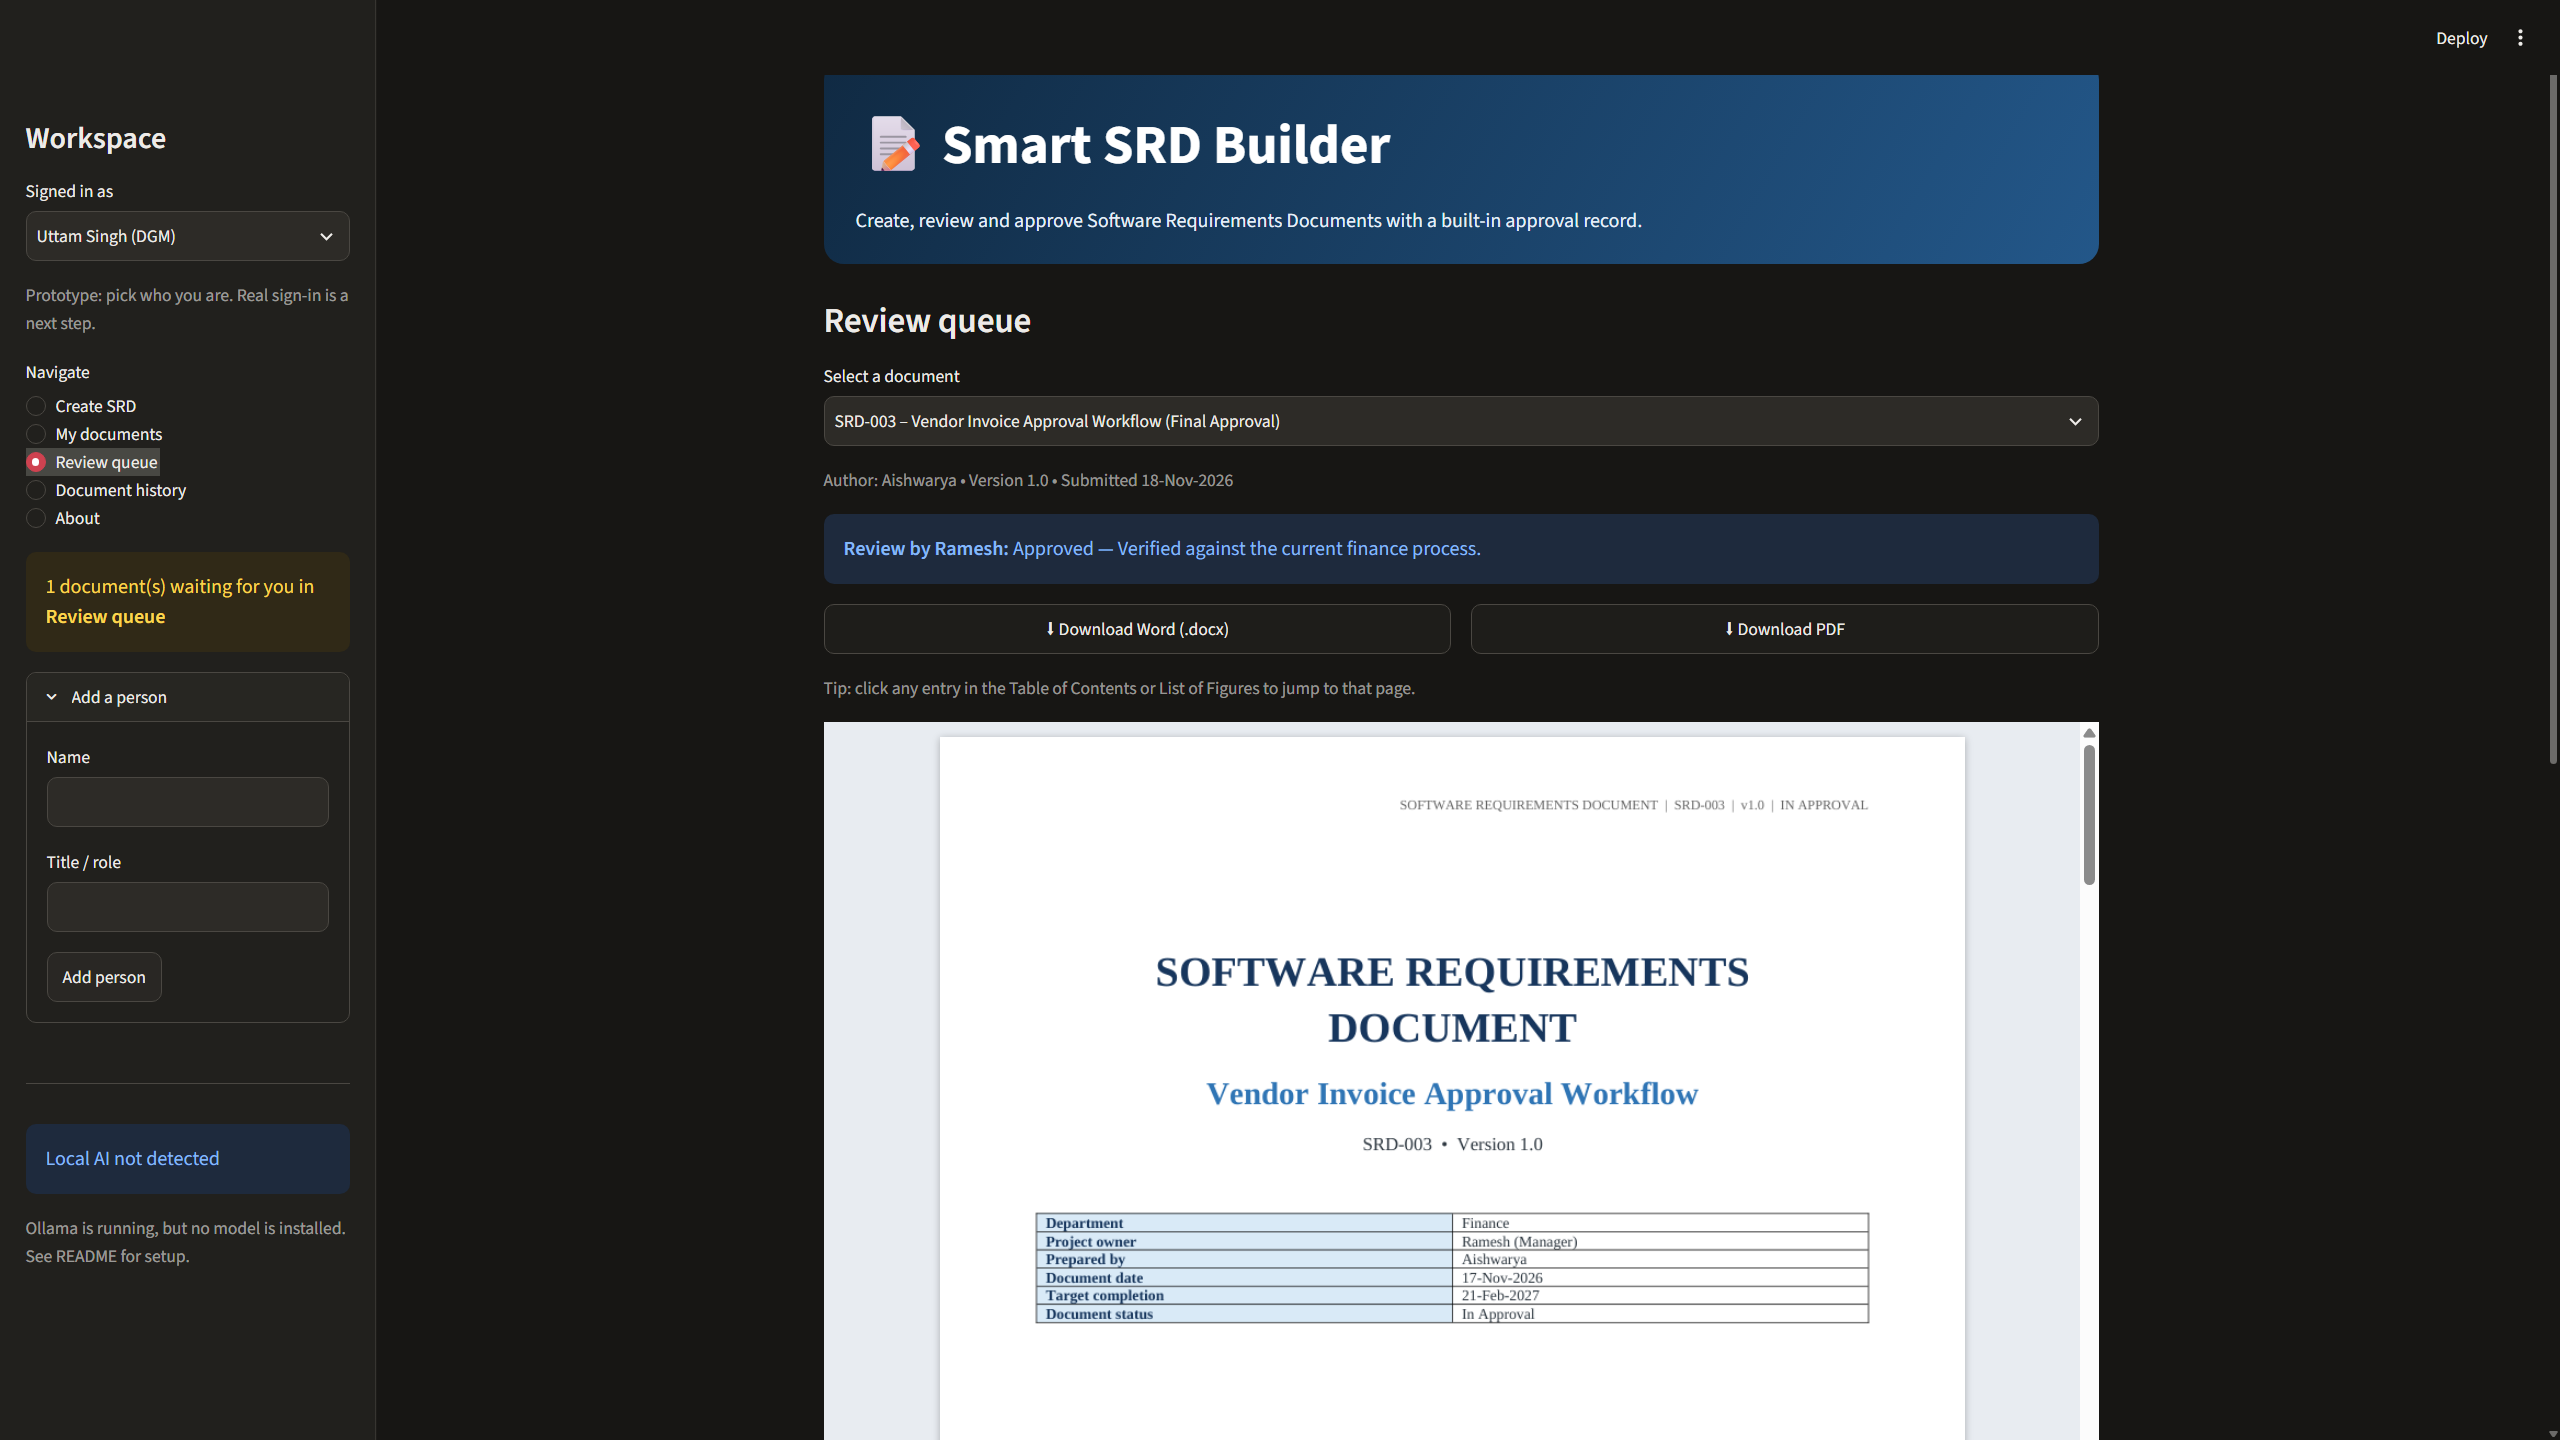 Deploy
Workspace
Signed in as
Uttam Singh (DGM)
Prototype: pick who you are. Real sign-in is a
next step.
Navigate
Create SRD
My documents
Review queue
Document history
About
1 document(s) waiting for you in
Review queue
Add a person
Name
Title / role
Add person
Local AI not detected
Ollama is running, but no model is installed.
See README for setup.
Smart SRD Builder
Create, review and approve Software Requirements Documents with a built-in approval record.
Review queue
Select a document
SRD-003 – Vendor Invoice Approval Workflow (Final Approval)
Author: Aishwarya • Version 1.0 • Submitted 18-Nov-2026
Review by Ramesh: Approved — Verified against the current finance process.
⬇ Download Word (.docx)
⬇ Download PDF
Tip: click any entry in the Table of Contents or List of Figures to jump to that page.
SOFTWARE REQUIREMENTS DOCUMENT | SRD-003 | v1.0 | IN APPROVAL
SOFTWARE REQUIREMENTS
DOCUMENT
Vendor Invoice Approval Workflow
SRD-003 • Version 1.0
Department Finance
Project owner Ramesh (Manager)
Prepared by Aishwarya
Document date 17-Nov-2026
Target completion 21-Feb-2027
Document status In Approval